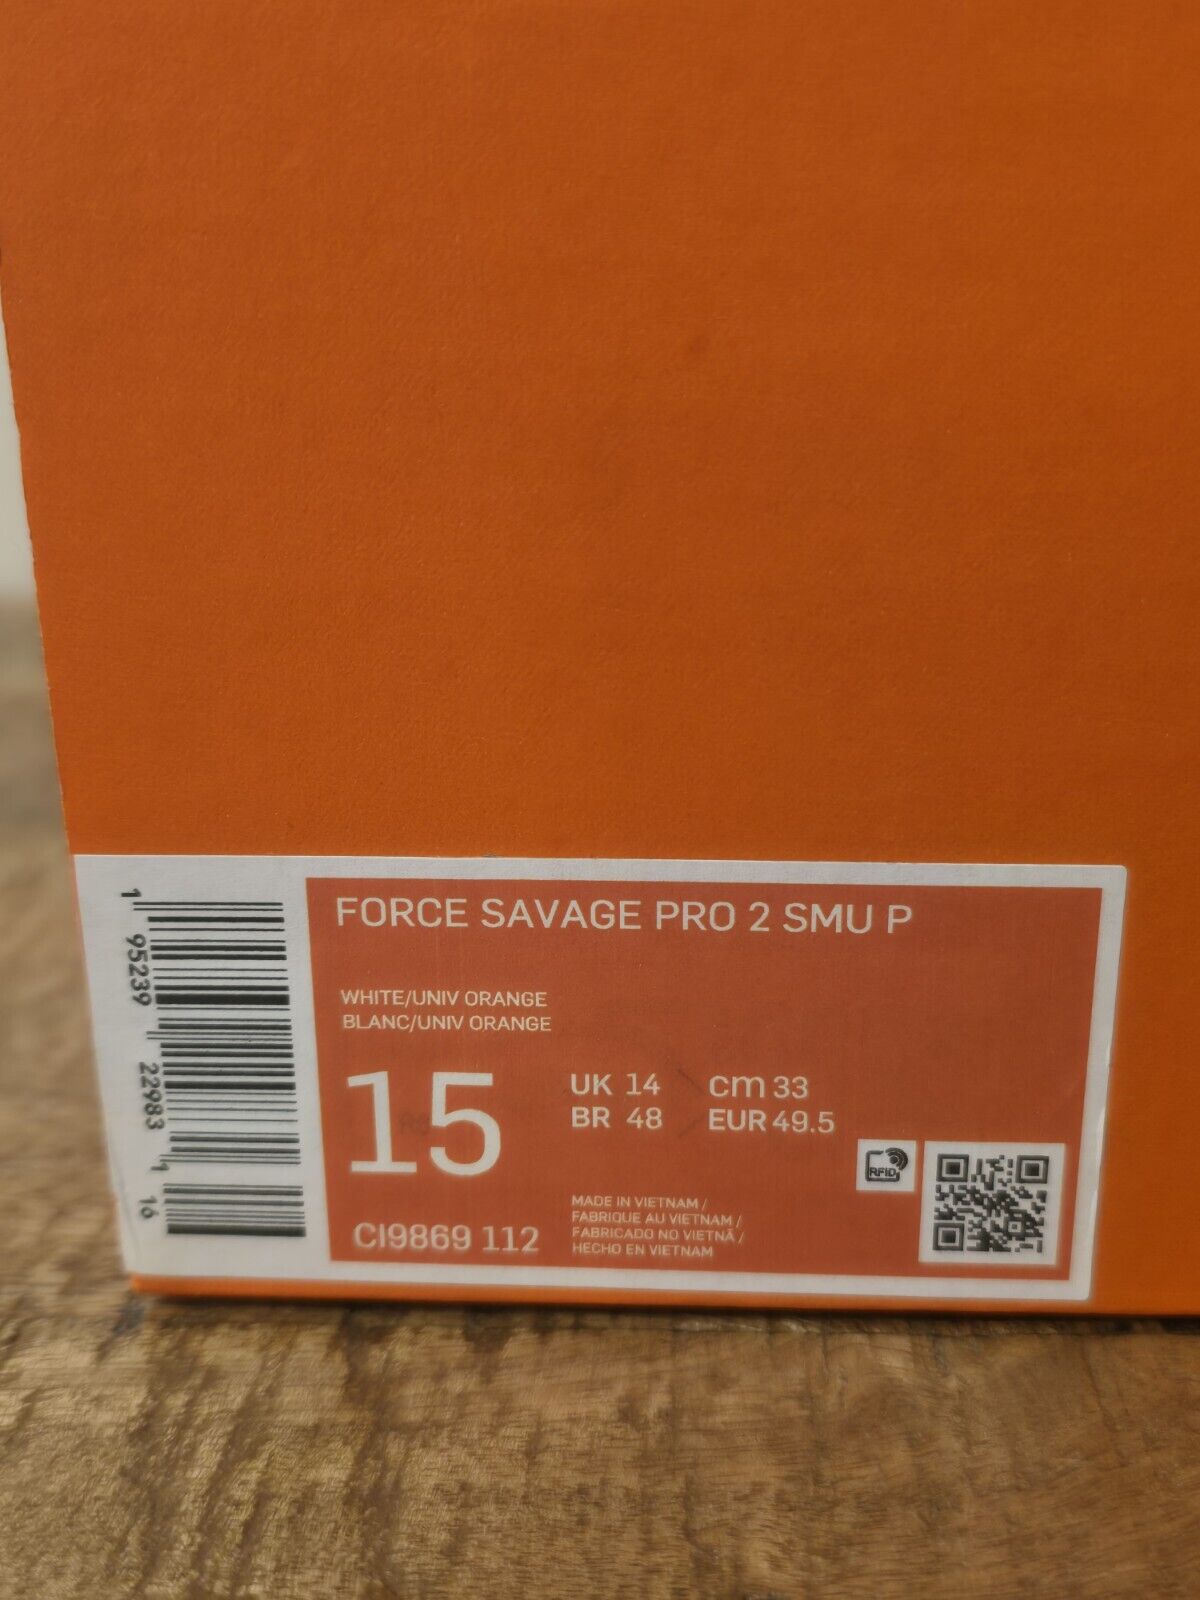 FORCE SAVAGE PRO 2 SMU P
WHITE/UNIV ORANGE
BLANC/UNIV ORANGE
15
UK 14 cm 33
BR 48 EUR 49.5
CI9869 112
MADE IN VIETNAM /
FABRIQUE AU VIETNAM /
FABRICADO NO VIETNÃ /
HECHO EN VIETNAM
RFID
1 95239 22983 1 16